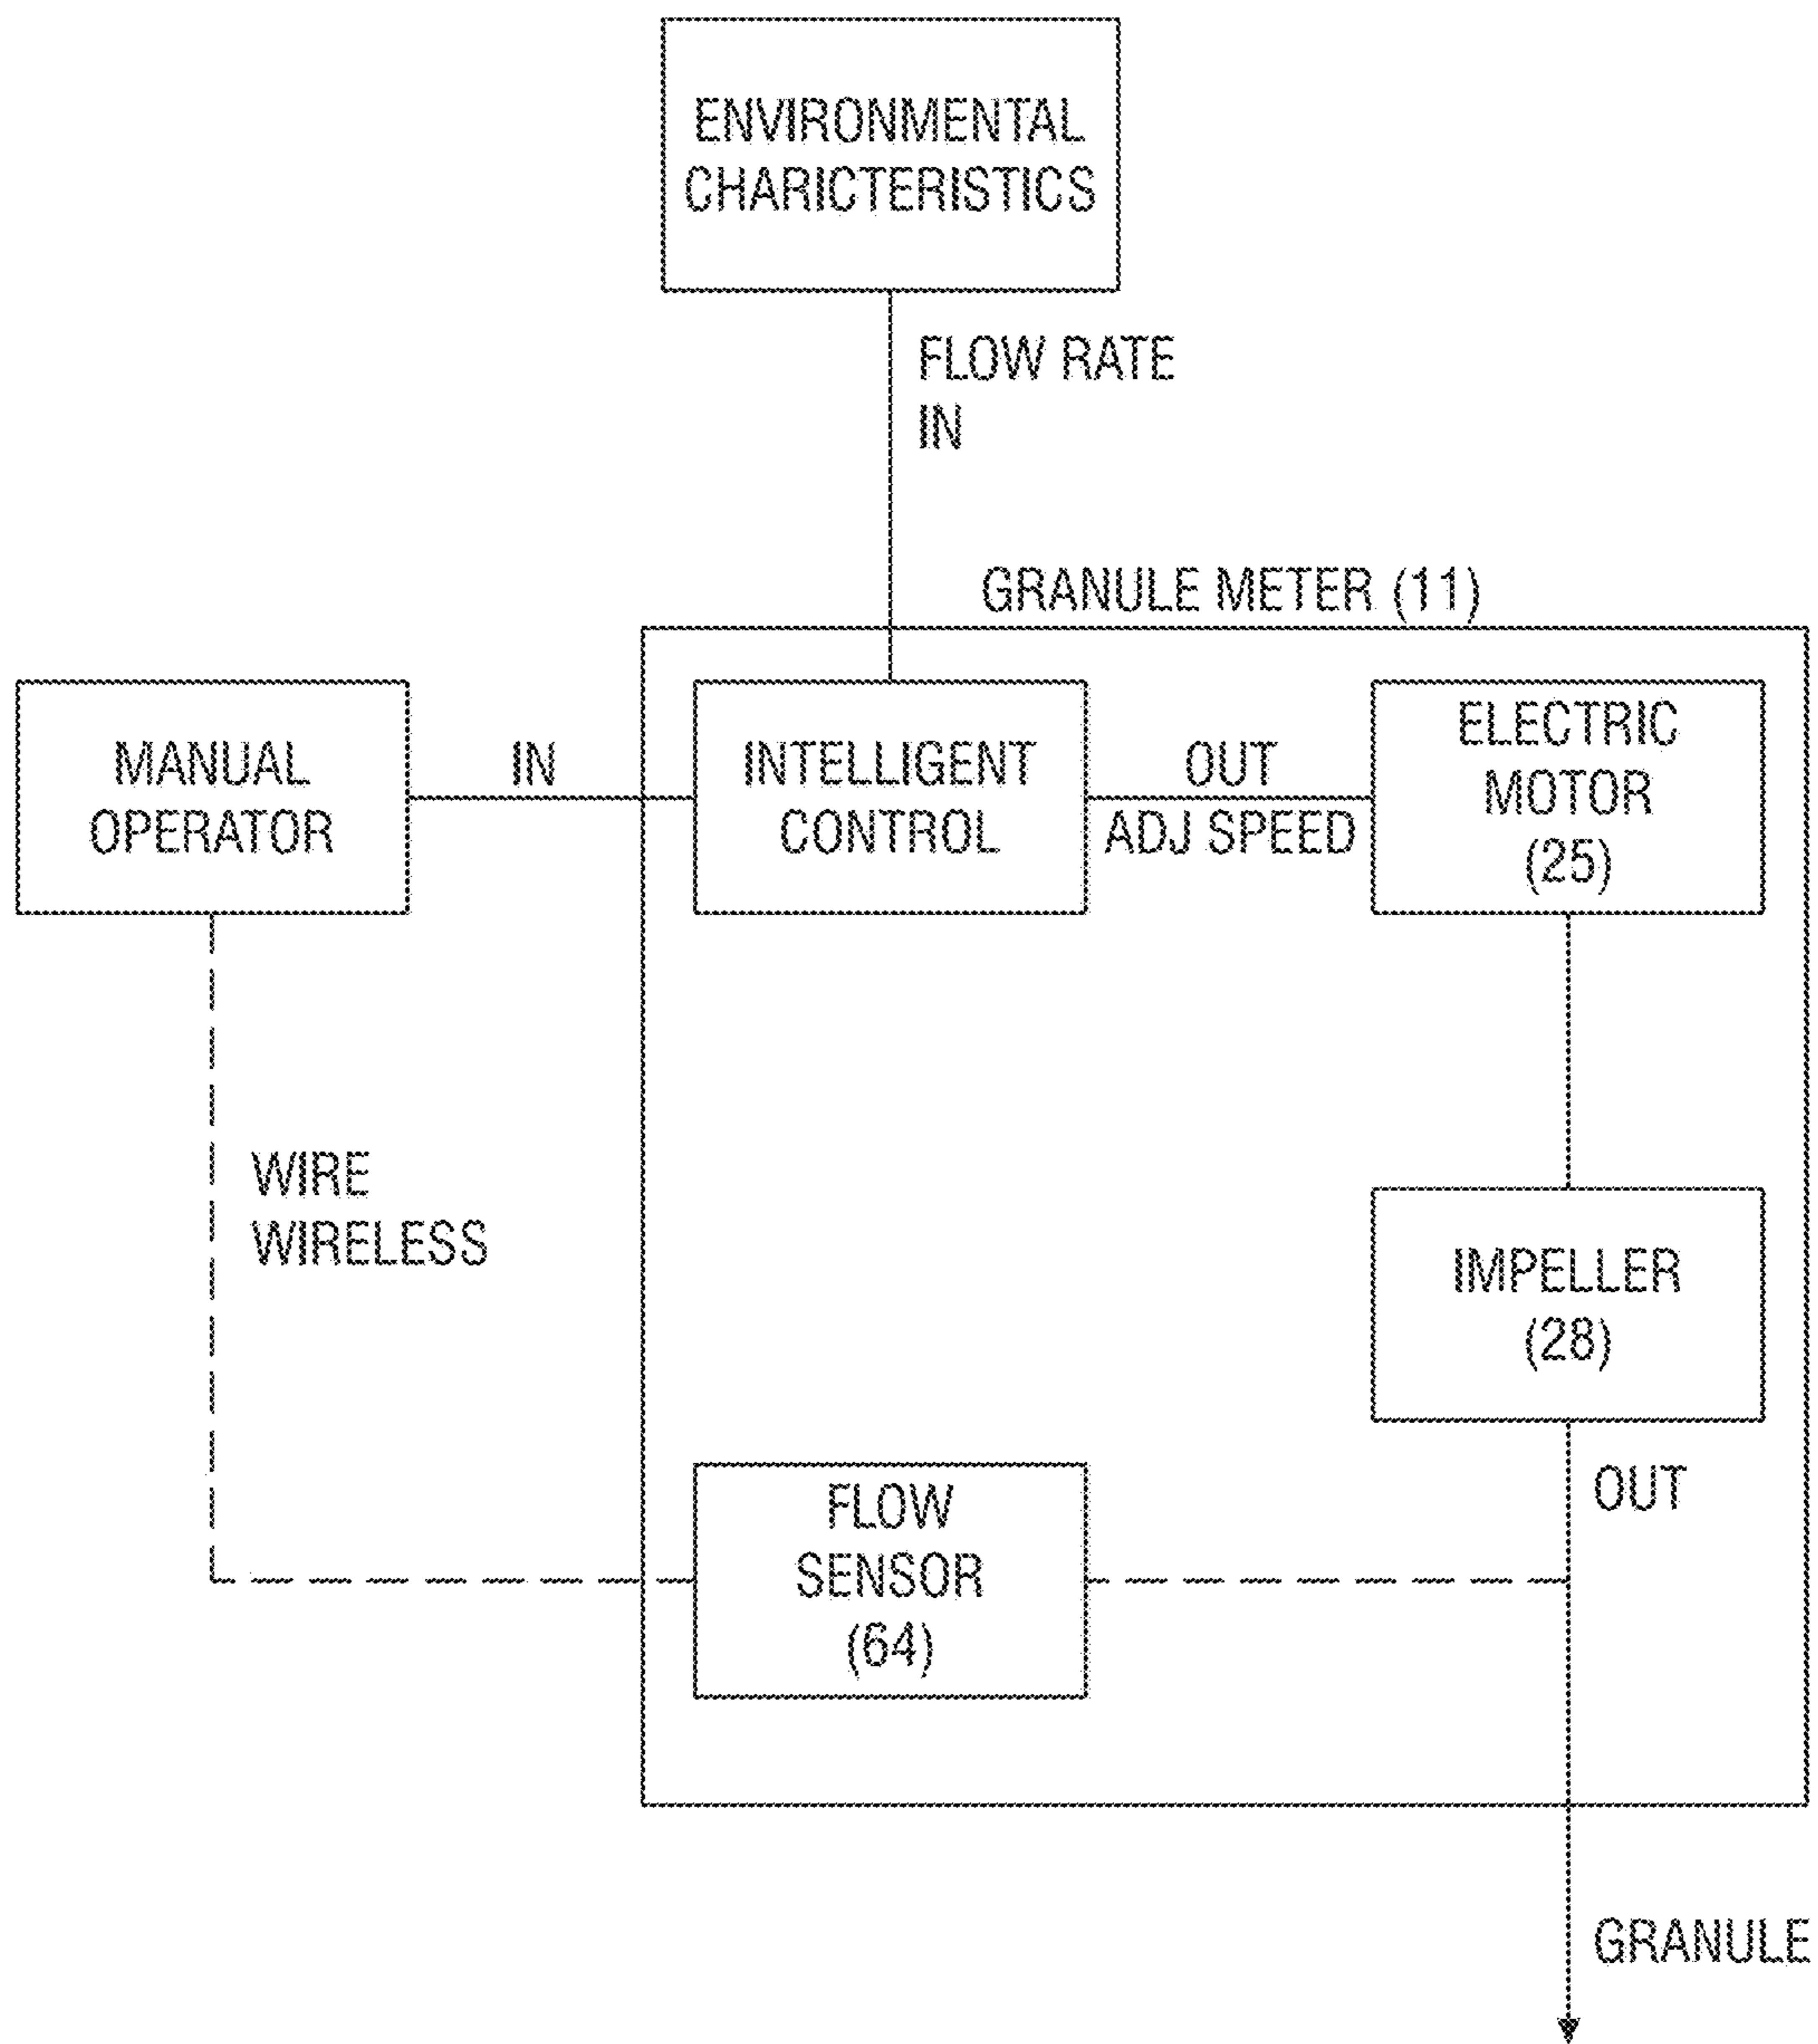 ENVIRONMENTAL
CHARICTERISTICS
FLOW RATE
IN
GRANULE METER (11)
MANUAL
OPERATOR
IN
INTELLIGENT
CONTROL
OUT
ADJ SPEED
ELECTRIC
MOTOR
(25)
WIRE
WIRELESS
IMPELLER
(28)
OUT
FLOW
SENSOR
(64)
GRANULE